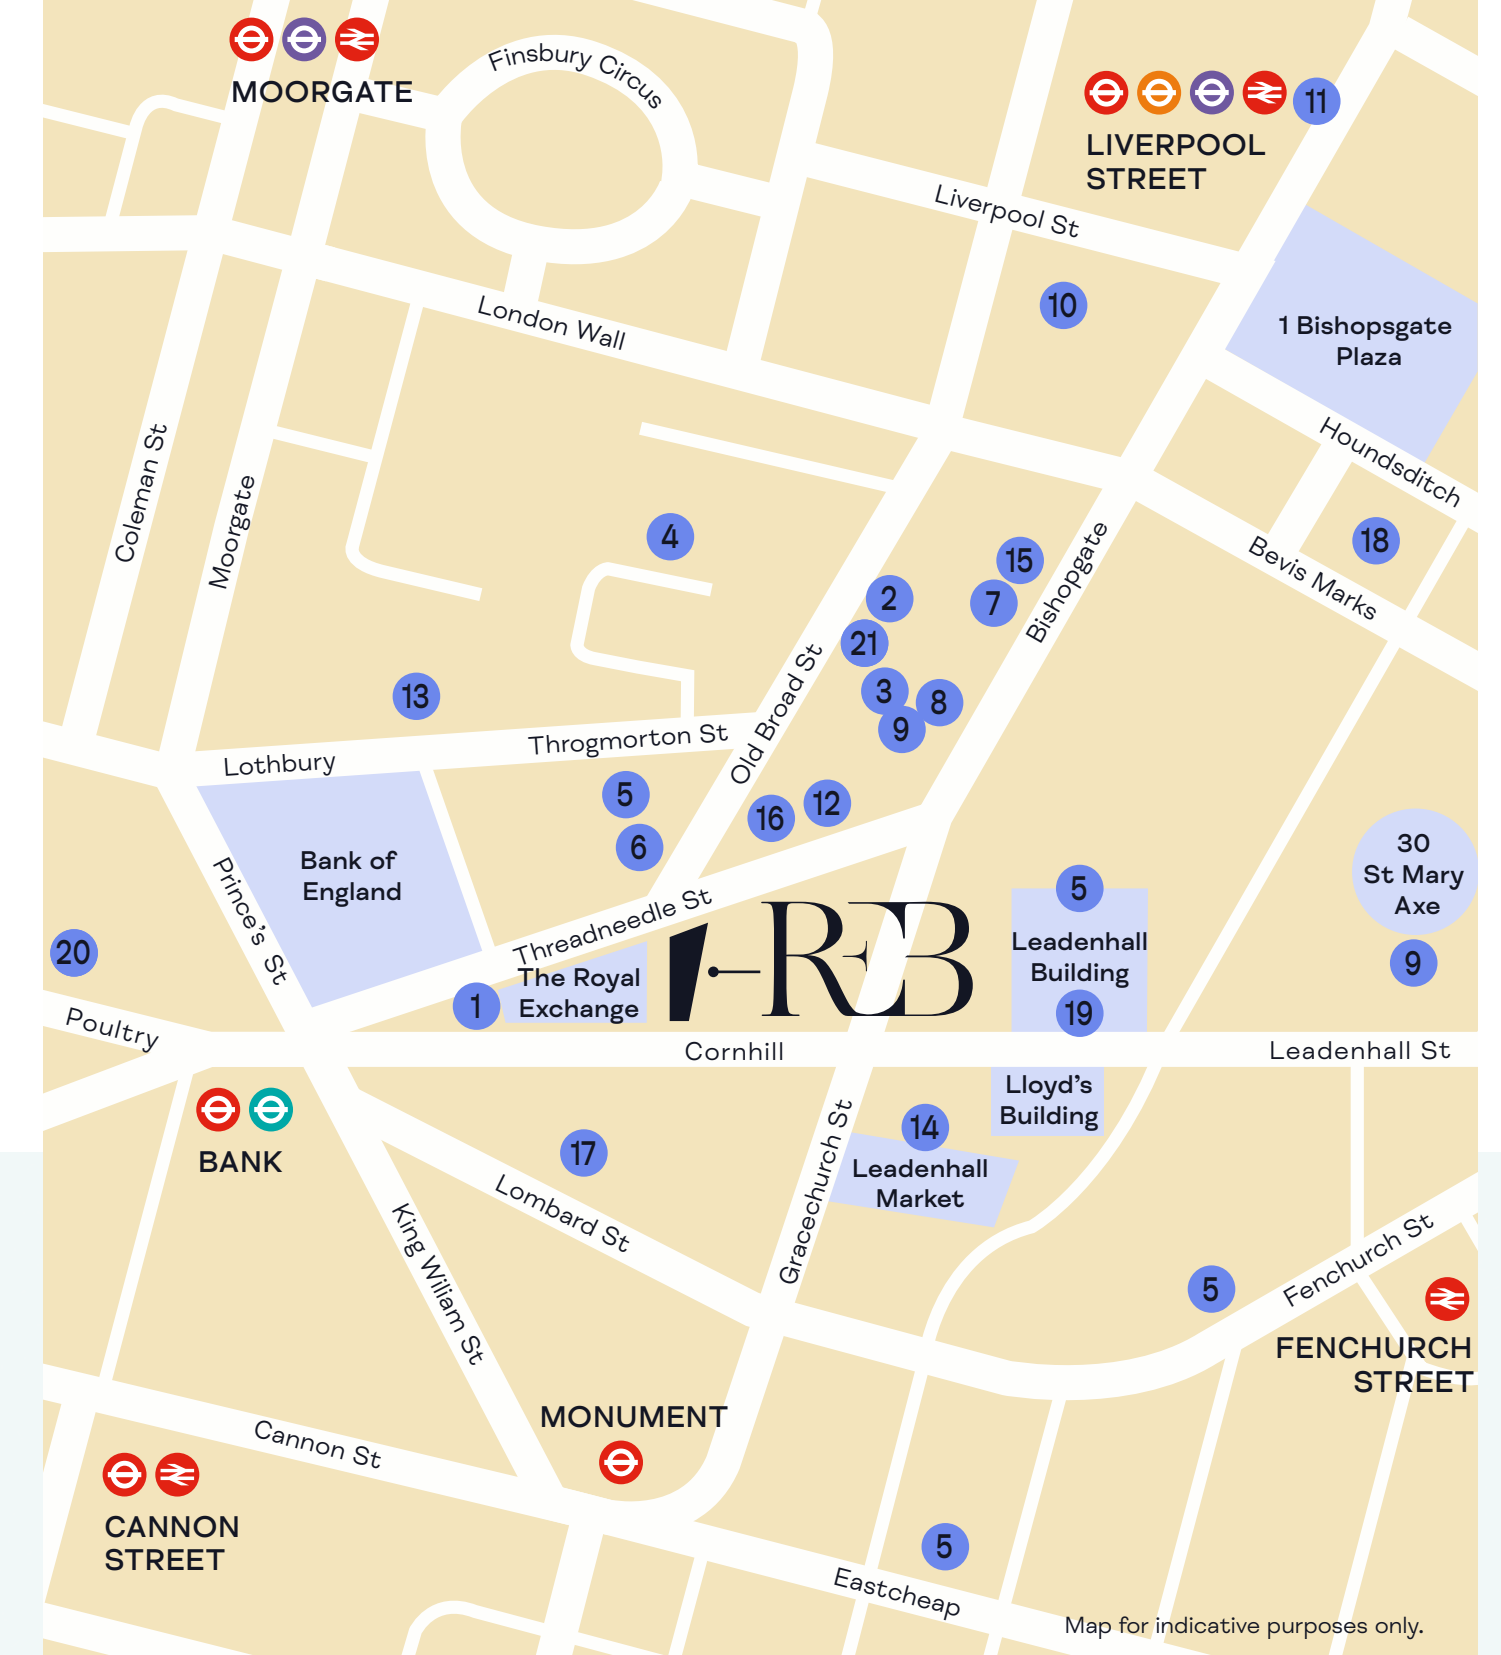 Finsbury Circus
MOORGATE
11
LIVERPOOL
STREET
Liverpool St
10
London Wall
1 Bishopsgate
Plaza
Houndsditch
Coleman St
Moorgate
4
15
18
Bevis Marks
2
7
Bishopgate
21
13
3
8
9
Old Broad St
Throgmorton St
Lothbury
5
12
16
6
30
St Mary
Axe
Bank of
England
Prince's St
5
Threadneedle St
REB
Leadenhall
Building
20
9
The Royal
Exchange
1
19
Poultry
Cornhill
Leadenhall St
Lloyd's
Building
BANK
14
17
Leadenhall
Market
Lombard St
Gracechurch St
King Wiliam St
Fenchurch St
5
FENCHURCH
STREET
MONUMENT
Cannon St
CANNON
STREET
5
Eastcheap
Map for indicative purposes only.